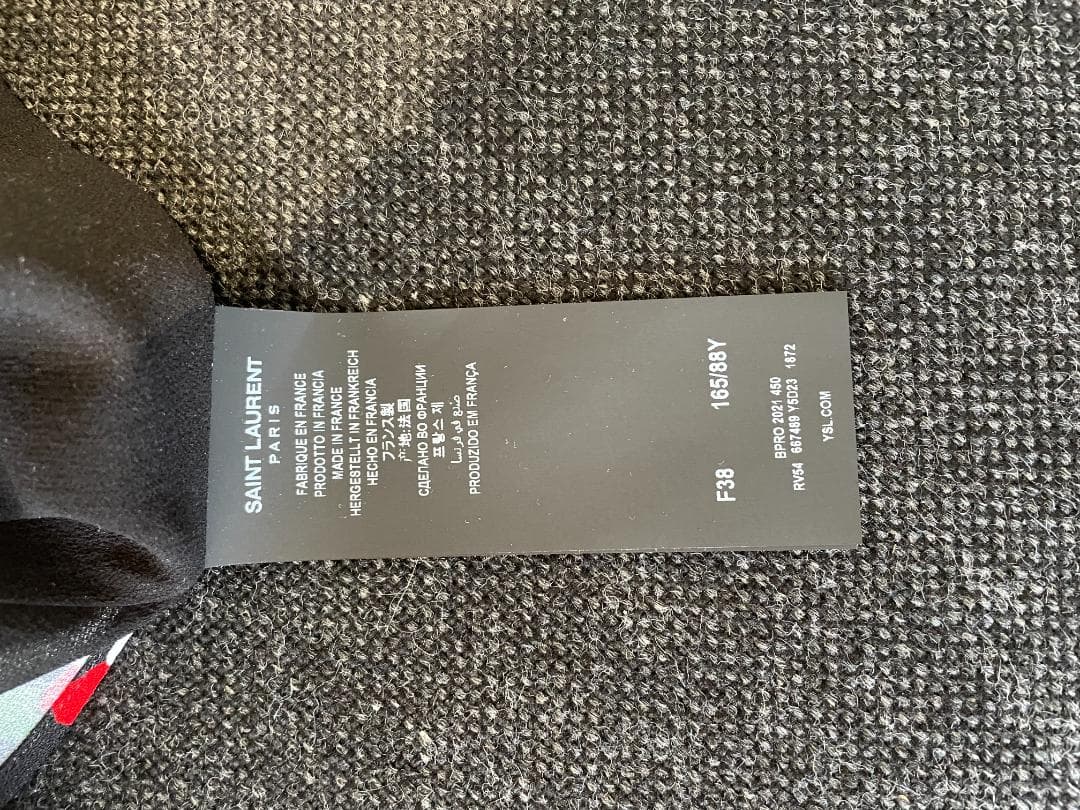 SAINT LAURENT
PARIS
FABRIQUE EN FRANCE
PRODOTTO IN FRANCIA
MADE IN FRANCE
HERGESTELLT IN FRANKREICH
HECHO EN FRANCIA
フランス製
产地:法国
СДЕЛАНО ВО ФРАНЦИИ
프랑스 제
صنع في فرنسا
PRODUZIDO EM FRANÇA
F38 165/88Y
BPRO 2021 450
RV54 667489 Y5D23 1872
YSL.COM